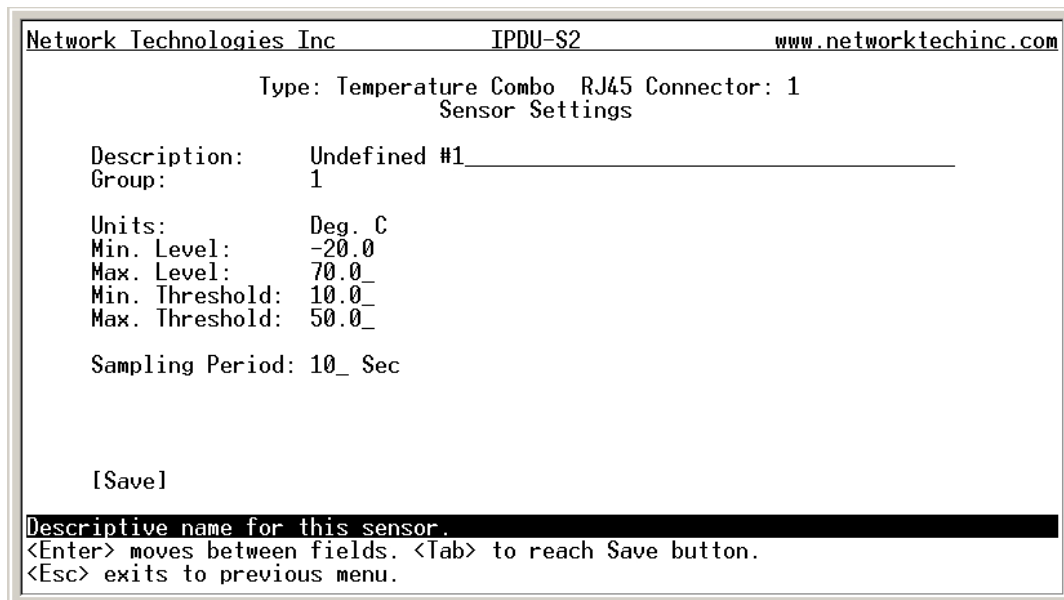 Network Technologies Inc IPDU-S2 www.networktechinc.com
Type: Temperature Combo RJ45 Connector: 1
Sensor Settings
Description: Undefined #1______________________________________
Group: 1
Units: Deg. C
Min. Level: -20.0
Max. Level: 70.0_
Min. Threshold: 10.0_
Max. Threshold: 50.0_
Sampling Period: 10_ Sec
[Save]
Descriptive name for this sensor.
<Enter> moves between fields. <Tab> to reach Save button.
<Esc> exits to previous menu.